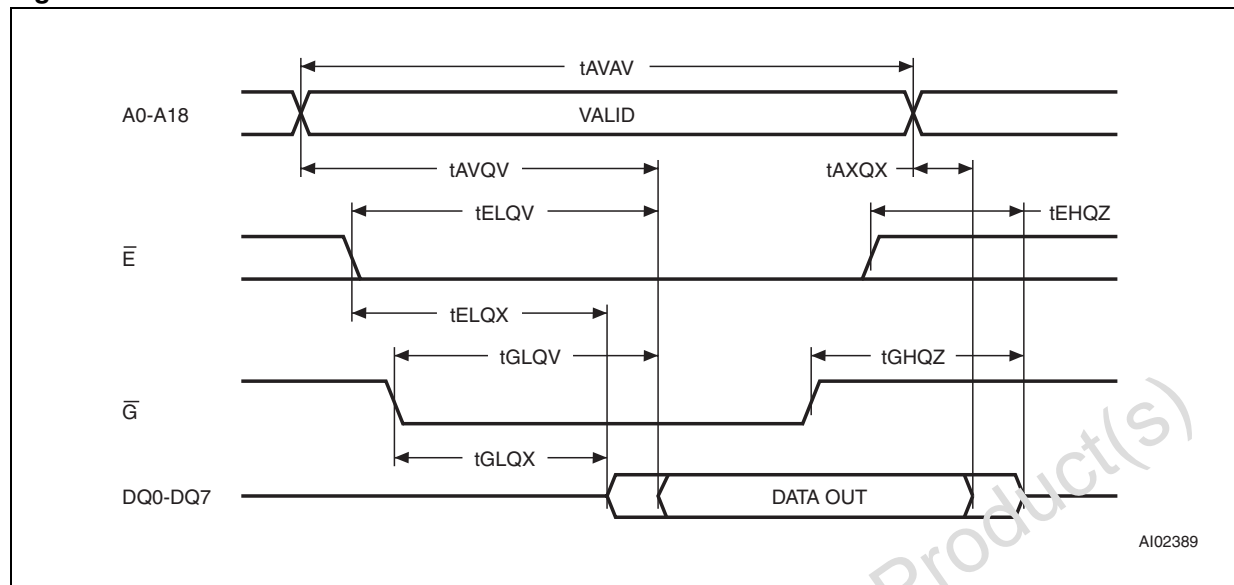 tAVAV
A0-A18 VALID
tAVQV tAXQX
tELQV tEHQZ
E̅
tELQX
tGLQV tGHQZ
G̅
tGLQX
DQ0-DQ7 DATA OUT
AI02389
Product(s)